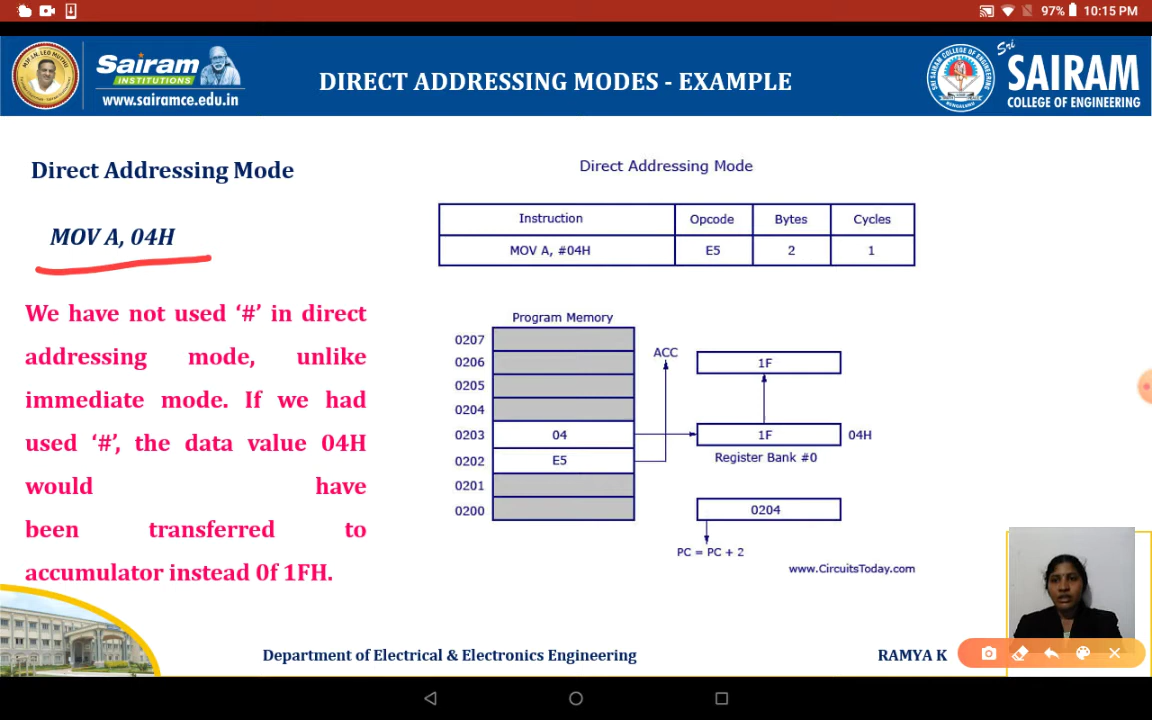 97% 10:15 PM
Sairam
INSTITUTIONS
www.sairamce.edu.in
DIRECT ADDRESSING MODES - EXAMPLE
Sri
SAIRAM
COLLEGE OF ENGINEERING
Direct Addressing Mode
MOV A, 04H
We have not used ‘#’ in direct
addressing mode, unlike
immediate mode. If we had
used ‘#’, the data value 04H
would have
been transferred to
accumulator instead 0f 1FH.
Direct Addressing Mode
Instruction Opcode Bytes Cycles
MOV A, #04H E5 2 1
Program Memory
0207
0206
0205
0204
0203 04
0202 E5
0201
0200
ACC
1F
1F 04H
Register Bank #0
0204
PC = PC + 2
www.CircuitsToday.com
Department of Electrical & Electronics Engineering
RAMYA K